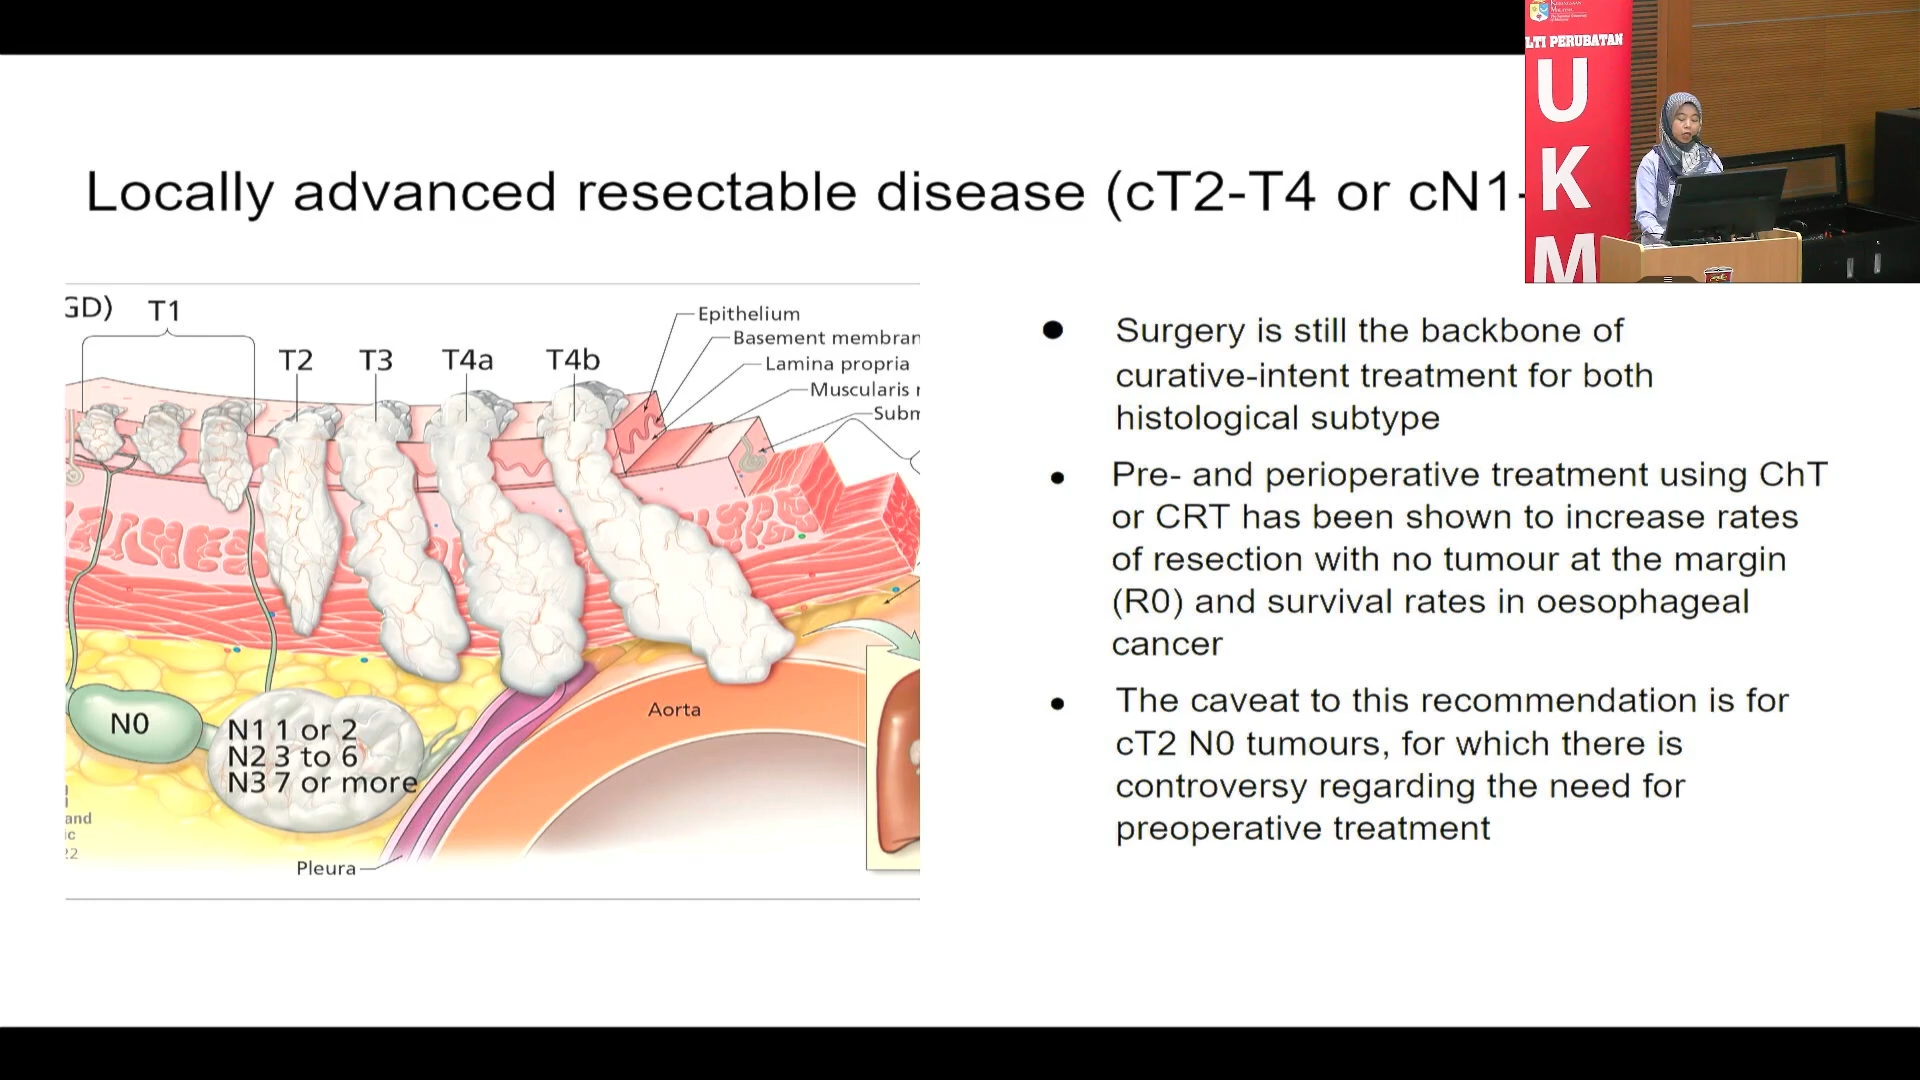 Locally advanced resectable disease (cT2-T4 or cN1-
GD) T1
T2 T3 T4a T4b
Epithelium
Basement membran
Lamina propria
Muscularis
Subm
N0
N1 1 or 2
N2 3 to 6
N3 7 or more
and
ic
22
Pleura
Aorta
● Surgery is still the backbone of
curative-intent treatment for both
histological subtype
● Pre- and perioperative treatment using ChT
or CRT has been shown to increase rates
of resection with no tumour at the margin
(R0) and survival rates in oesophageal
cancer
● The caveat to this recommendation is for
cT2 N0 tumours, for which there is
controversy regarding the need for
preoperative treatment
LTI PERUBATAN
U
K
M